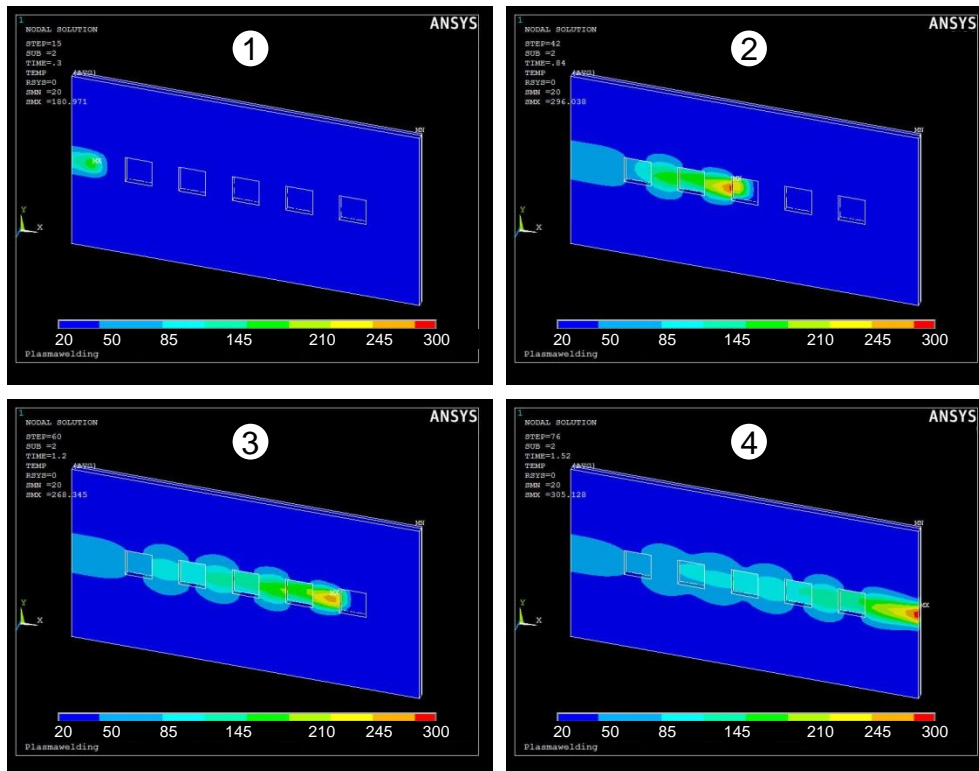 1
ANSYS
NODAL SOLUTION
1
STEP=15
SUB =2
TIME=.3
TEMP (AVG)
RSYS=0
SMN =20
SMX =180.971
MX
MN
Y
X
20 50 85 145 210 245 300
Plasmawelding
1
ANSYS
NODAL SOLUTION
2
STEP=42
SUB =2
TIME=.84
TEMP (AVG)
RSYS=0
SMN =20
SMX =296.038
MX
MN
Y
X
20 50 85 145 210 245 300
Plasmawelding
1
ANSYS
NODAL SOLUTION
3
STEP=60
SUB =2
TIME=1.2
TEMP (AVG)
RSYS=0
SMN =20
SMX =268.345
MN
Y
X
20 50 85 145 210 245 300
Plasmawelding
1
ANSYS
NODAL SOLUTION
4
STEP=76
SUB =2
TIME=1.52
TEMP (AVG)
RSYS=0
SMN =20
SMX =305.128
MN
MX
Y
X
20 50 85 145 210 245 300
Plasmawelding